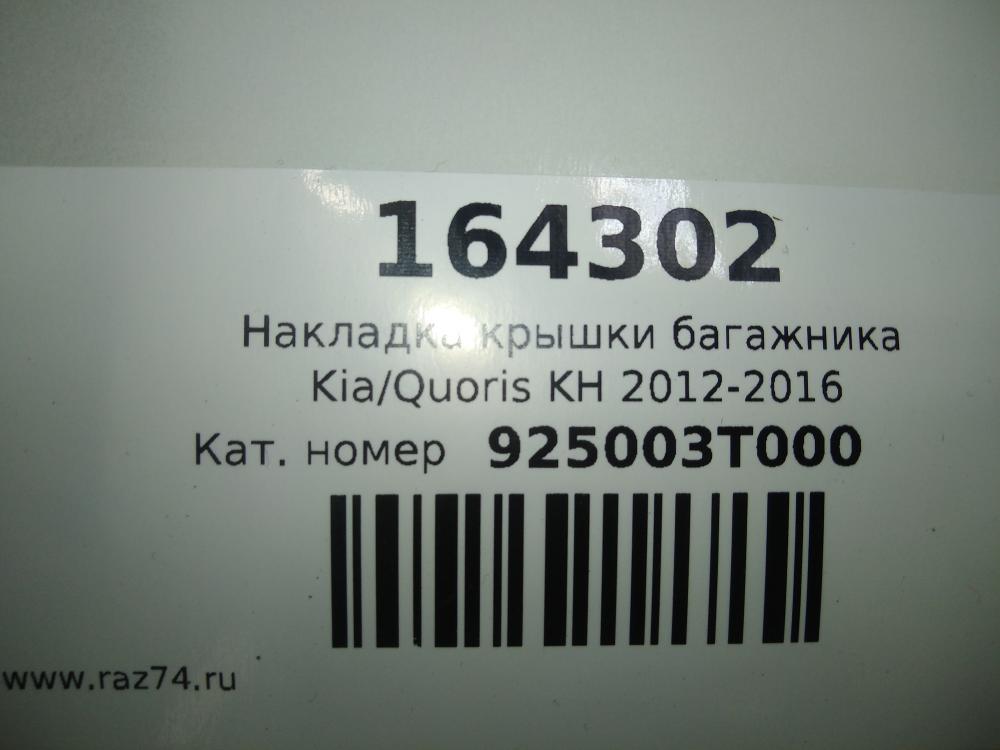 164302
Накладка крышки багажника
Kia/Quoris KH 2012-2016
Кат. номер 925003T000
www.raz74.ru